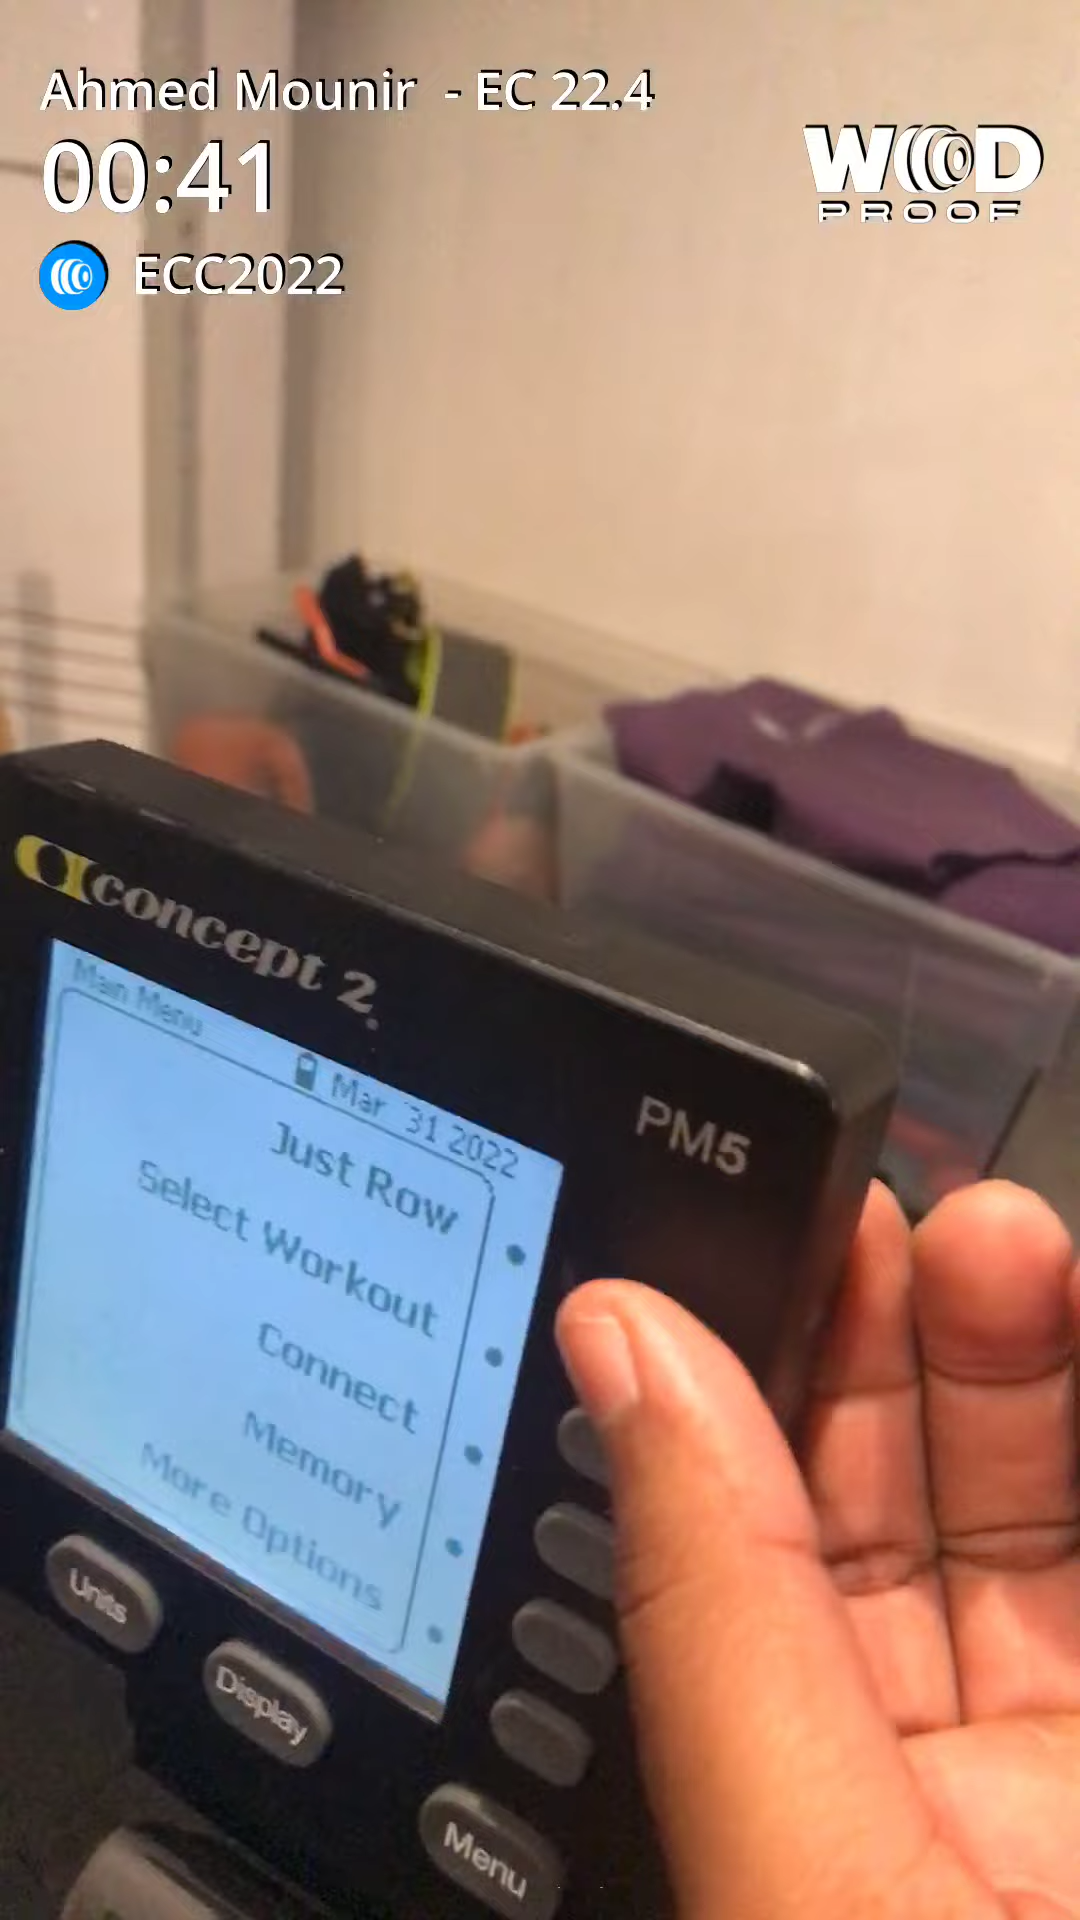 Ahmed Mounir - EC 22.4
00:41
WOD
PROOF
ECC2022
concept 2
PM5
Main Menu
Mar 31 2022
Just Row
Select Workout
Connect
Memory
More Options
Units
Display
Menu